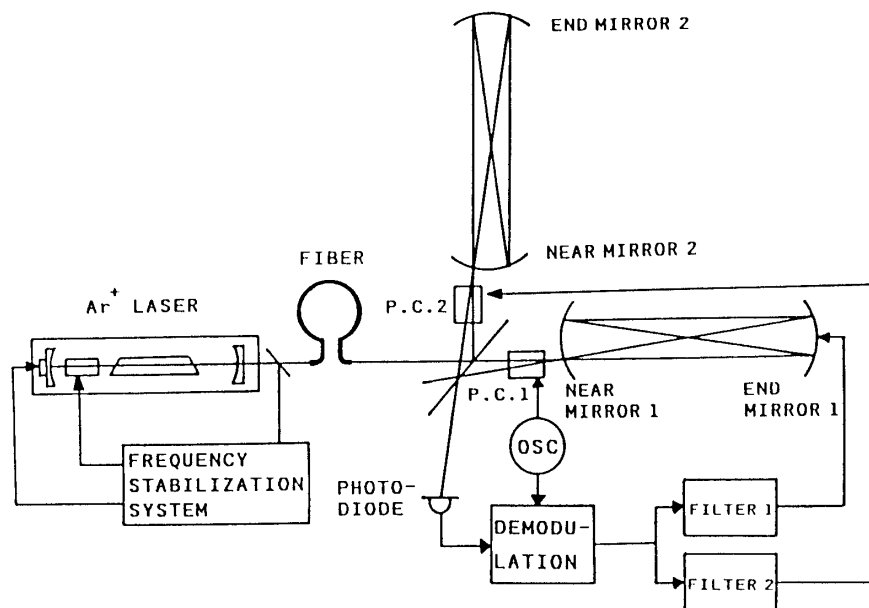 END MIRROR 2
NEAR MIRROR 2
FIBER
Ar+ LASER
P.C.2
P.C.1
NEAR
MIRROR 1
END
MIRROR 1
OSC
FREQUENCY
STABILIZATION
SYSTEM
PHOTO-
DIODE
DEMODU-
LATION
FILTER 1
FILTER 2